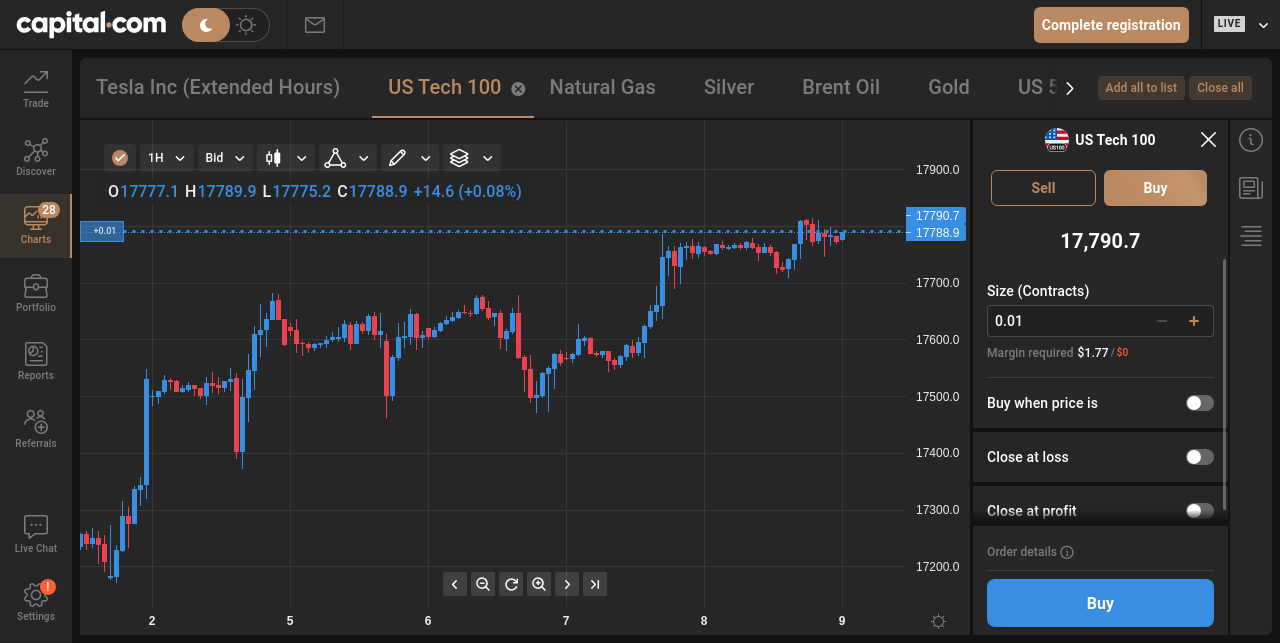 capital.com
Complete registration
LIVE
Trade
Discover
28
Charts
Portfolio
Reports
Referrals
Live Chat
!
Settings
Tesla Inc (Extended Hours)
US Tech 100
Natural Gas
Silver
Brent Oil
Gold
US 5
Add all to list
Close all
1H
Bid
O17777.1 H17789.9 L17775.2 C17788.9 +14.6 (+0.08%)
+0.01
17900.0
17790.7
17788.9
17700.0
17600.0
17500.0
17400.0
17300.0
17200.0
2 5 6 7 8 9
US100
US Tech 100
Sell
Buy
17,790.7
Size (Contracts)
0.01
Margin required $1.77 / $0
Buy when price is
Close at loss
Close at profit
Order details
Buy